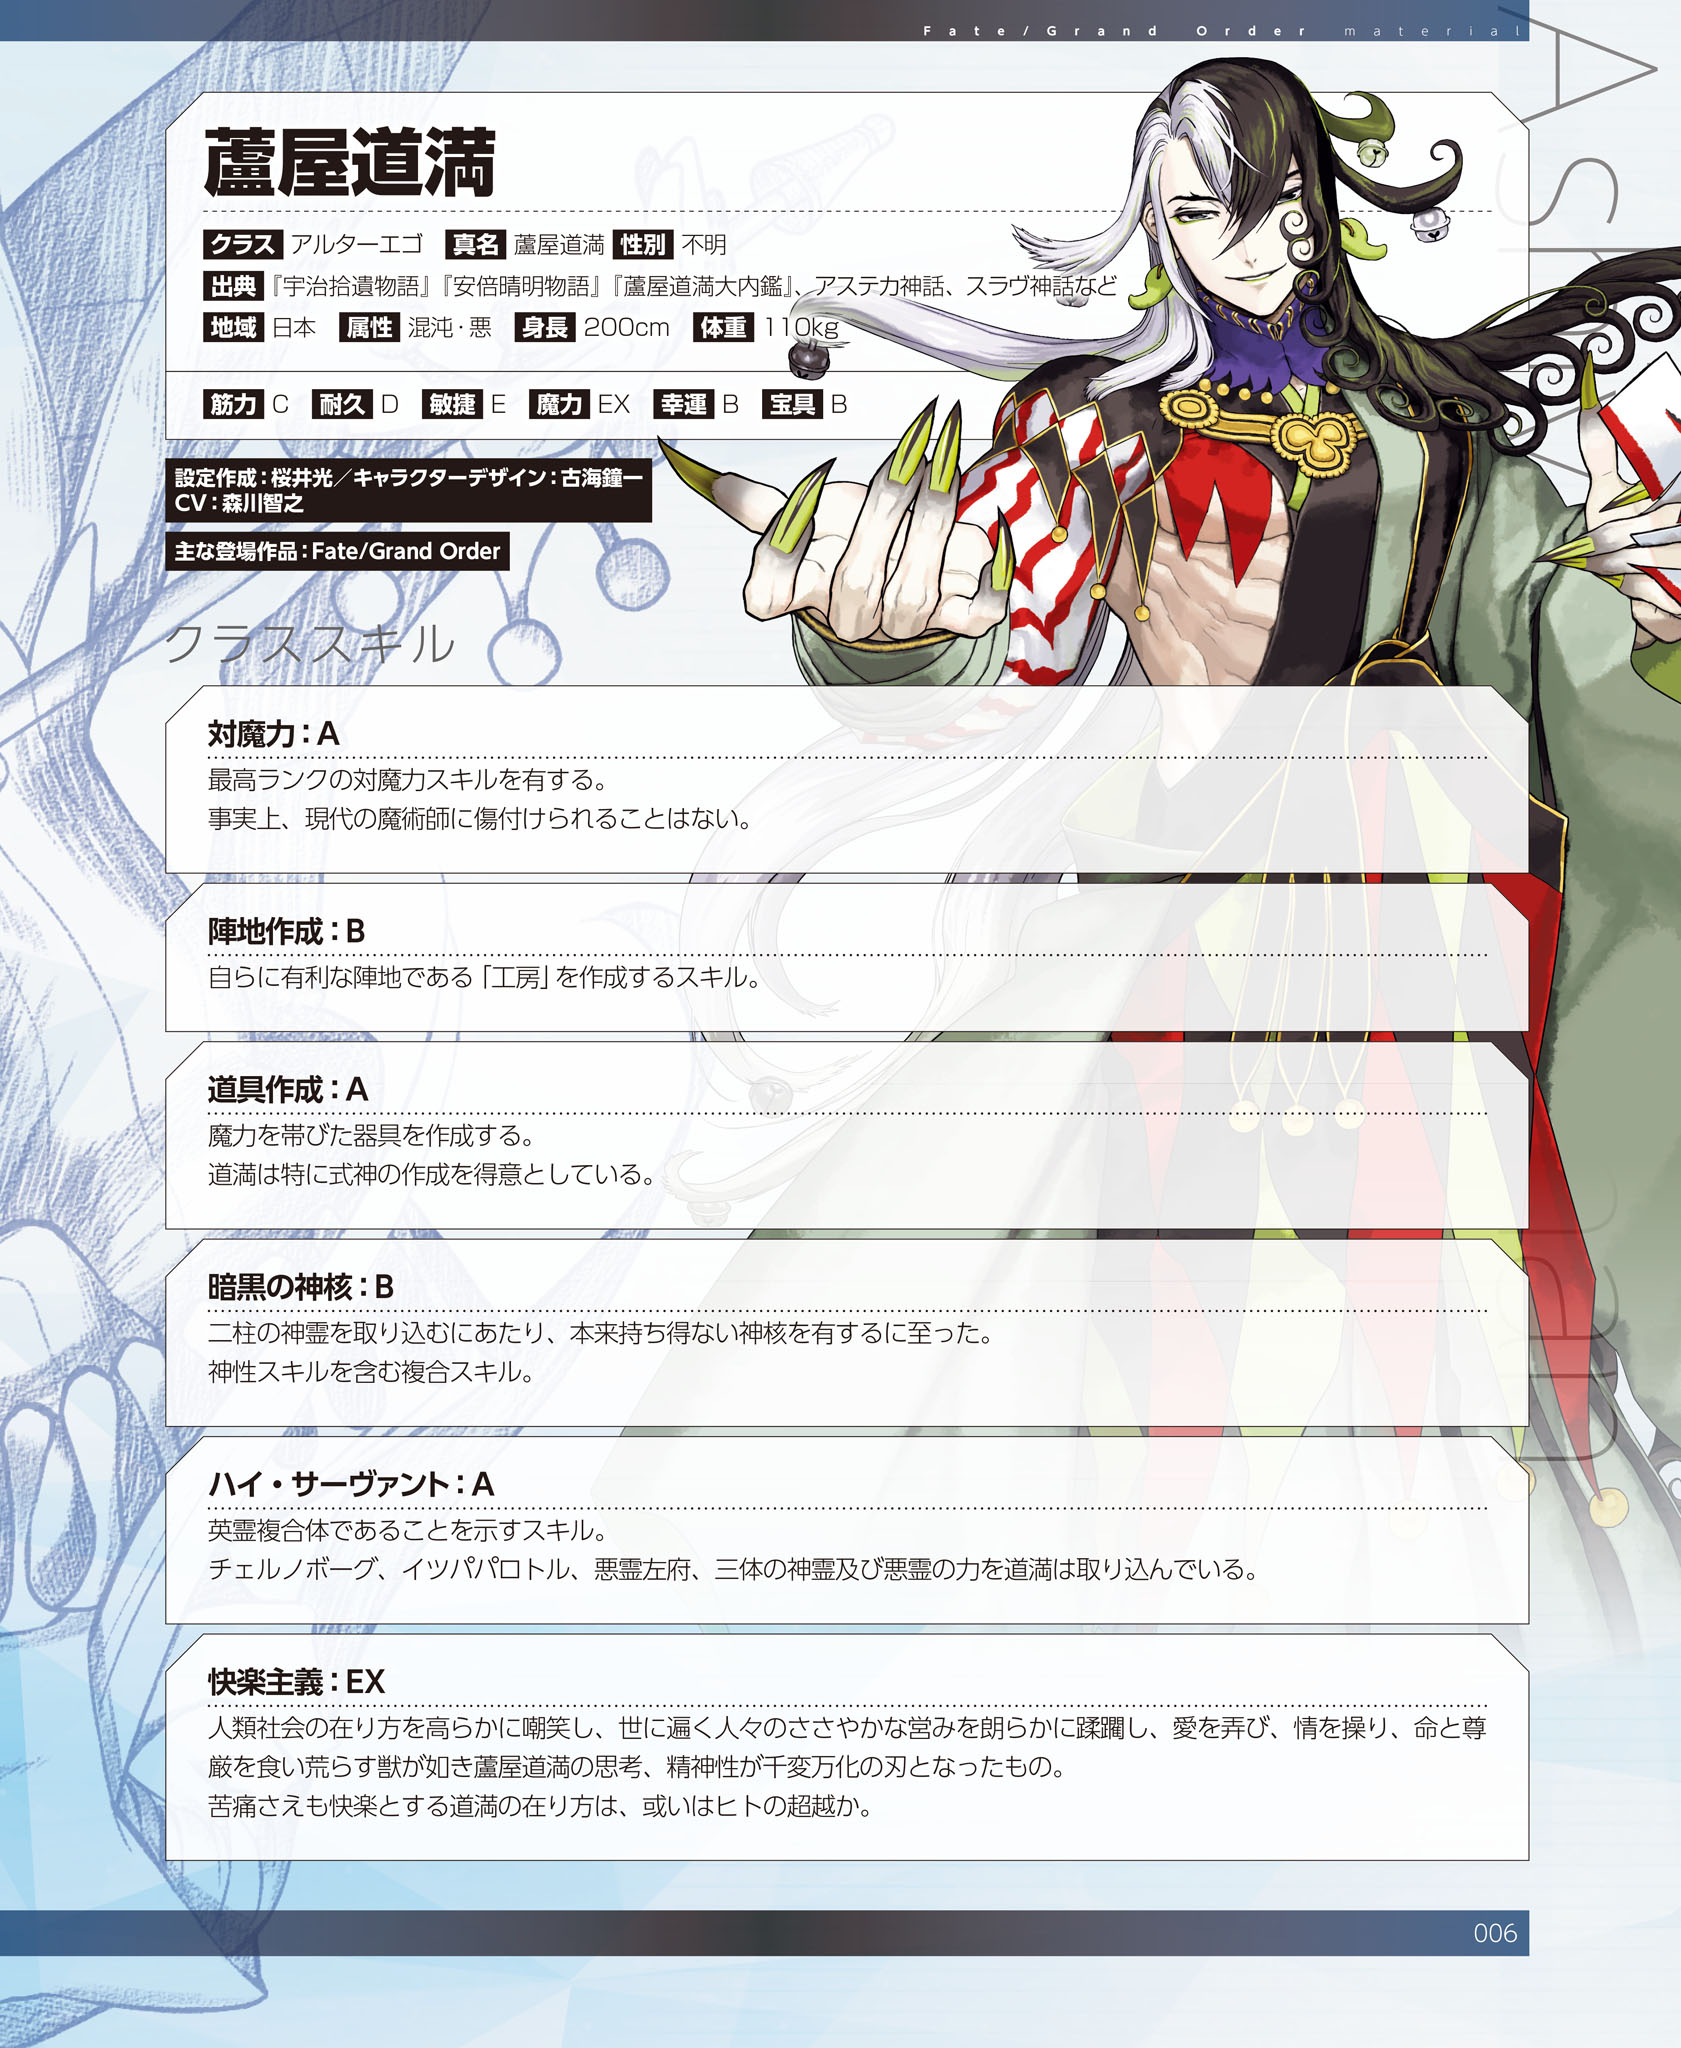 Fate/Grand Order material
蘆屋道満
クラス アルターエゴ 真名 蘆屋道満 性別 不明
出典 『宇治拾遺物語』『安倍晴明物語』『蘆屋道満大内鑑』、アステカ神話、スラヴ神話など
地域 日本 属性 混沌・悪 身長 200cm 体重 110kg
筋力 C 耐久 D 敏捷 E 魔力 EX 幸運 B 宝具 B
設定作成：桜井光／キャラクターデザイン：古海鐘一
CV：森川智之
主な登場作品：Fate/Grand Order
クラススキル
対魔力：A
最高ランクの対魔力スキルを有する。
事実上、現代の魔術師に傷付けられることはない。
陣地作成：B
自らに有利な陣地である「工房」を作成するスキル。
道具作成：A
魔力を帯びた器具を作成する。
道満は特に式神の作成を得意としている。
暗黒の神核：B
二柱の神霊を取り込むにあたり、本来持ち得ない神核を有するに至った。
神性スキルを含む複合スキル。
ハイ・サーヴァント：A
英霊複合体であることを示すスキル。
チェルノボーグ、イツパパロトル、悪霊左府、三体の神霊及び悪霊の力を道満は取り込んでいる。
快楽主義：EX
人類社会の在り方を高らかに嘲笑し、世に遍く人々のささやかな営みを朗らかに蹂躙し、愛を弄び、情を操り、命と尊
厳を食い荒らす獣が如き蘆屋道満の思考、精神性が千変万化の刃となったもの。
苦痛さえも快楽とする道満の在り方は、或いはヒトの超越か。
006